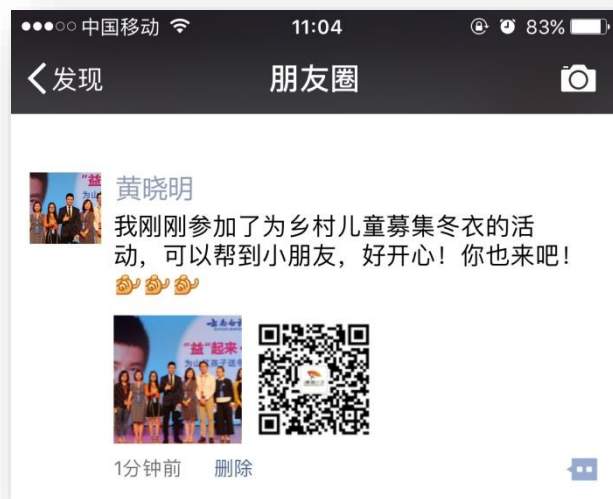 中国移动 11:04 83%
发现 朋友圈
黄晓明
我刚刚参加了为乡村儿童募集冬衣的活
动，可以帮到小朋友，好开心！你也来吧！
"益"起来
1分钟前 删除